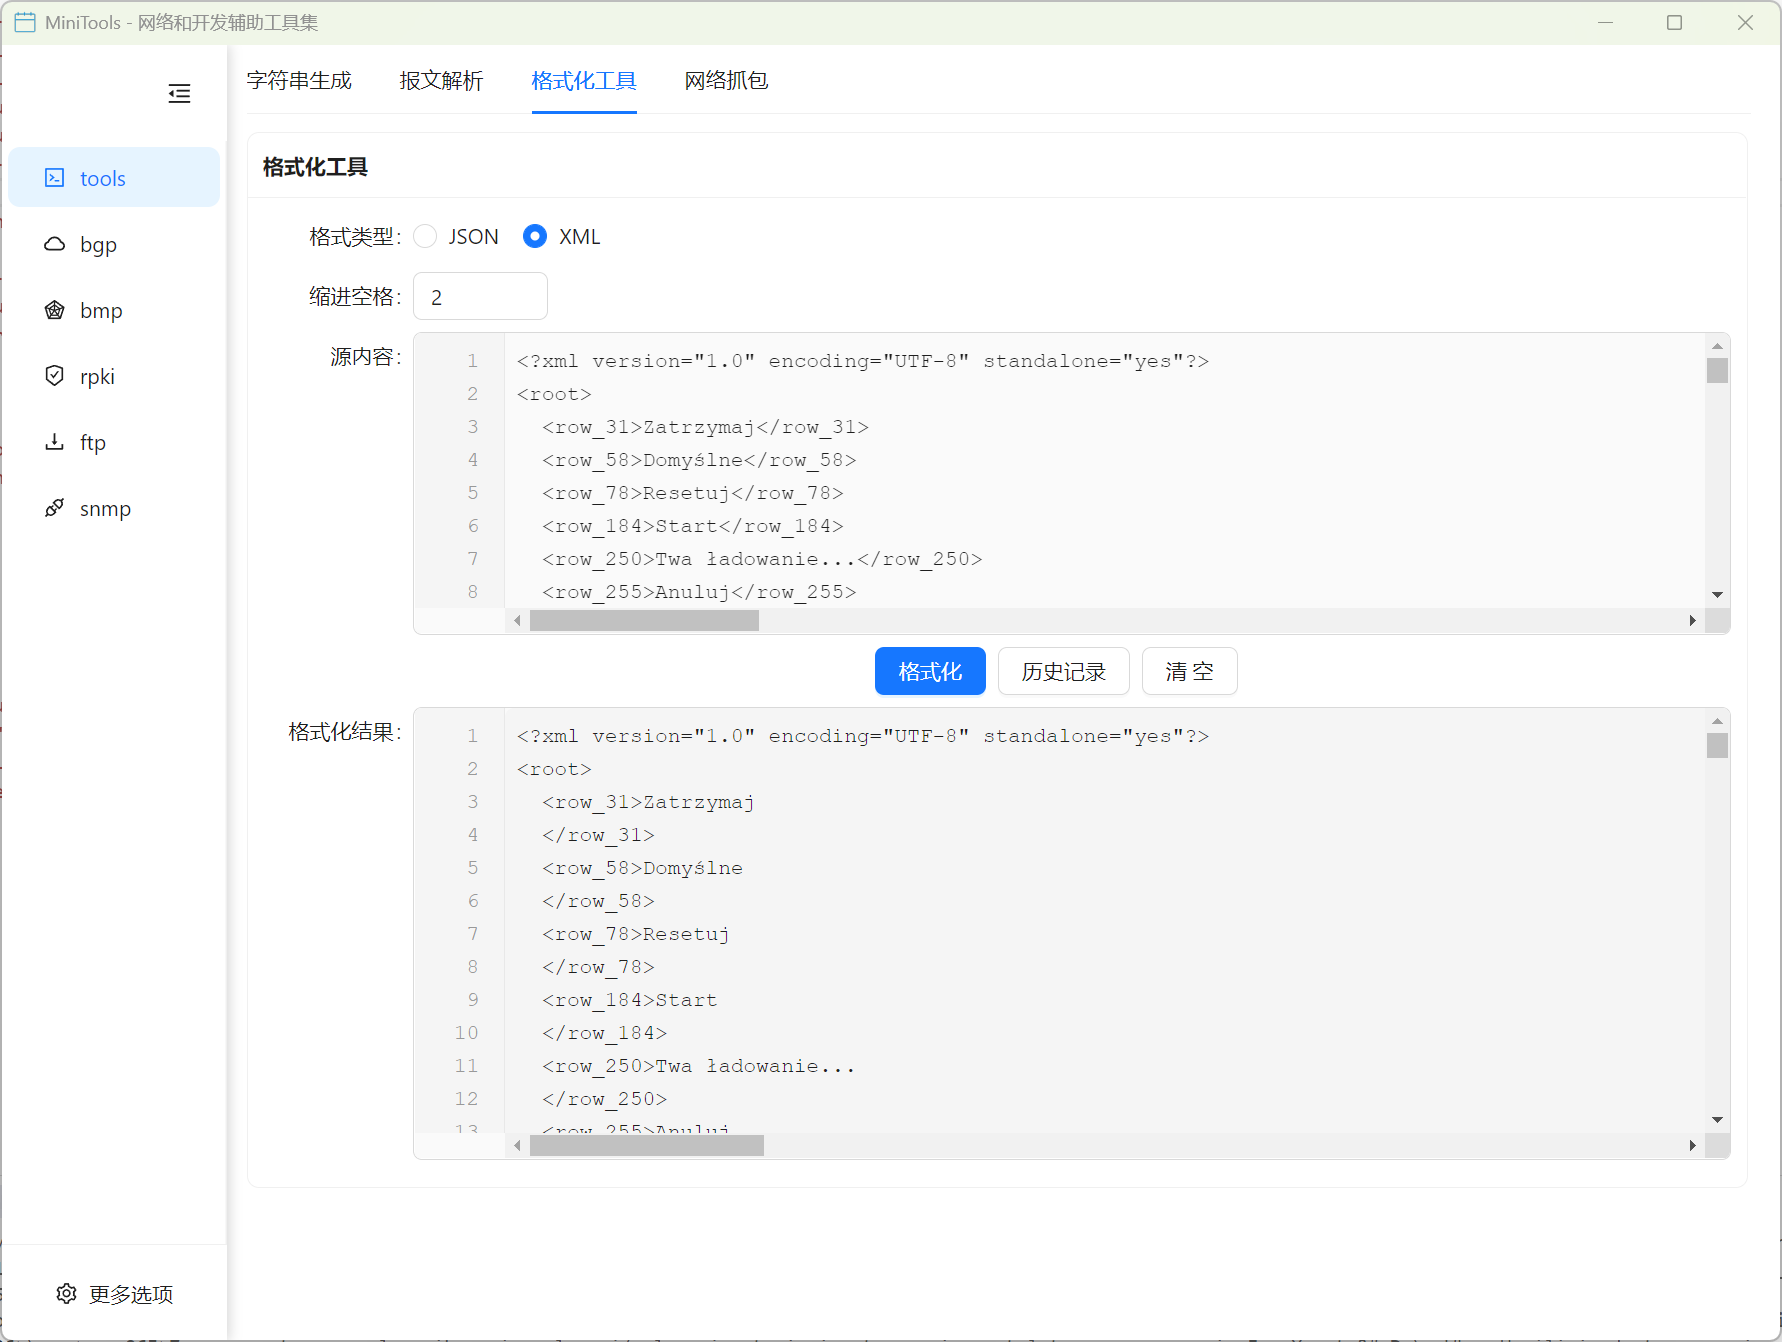 MiniTools - 网络和开发辅助工具集
字符串生成 报文解析 格式化工具 网络抓包
tools
bgp
bmp
rpki
ftp
snmp
更多选项
格式化工具
格式类型: JSON XML
缩进空格: 2
源内容:
1 <?xml version="1.0" encoding="UTF-8" standalone="yes"?>
2 <root>
3 <row_31>Zatrzymaj</row_31>
4 <row_58>Domyślne</row_58>
5 <row_78>Resetuj</row_78>
6 <row_184>Start</row_184>
7 <row_250>Twa ładowanie...</row_250>
8 <row_255>Anuluj</row_255>
格式化 历史记录 清 空
格式化结果:
1 <?xml version="1.0" encoding="UTF-8" standalone="yes"?>
2 <root>
3 <row_31>Zatrzymaj
4 </row_31>
5 <row_58>Domyślne
6 </row_58>
7 <row_78>Resetuj
8 </row_78>
9 <row_184>Start
10 </row_184>
11 <row_250>Twa ładowanie...
12 </row_250>
13 <row_255>Anuluj